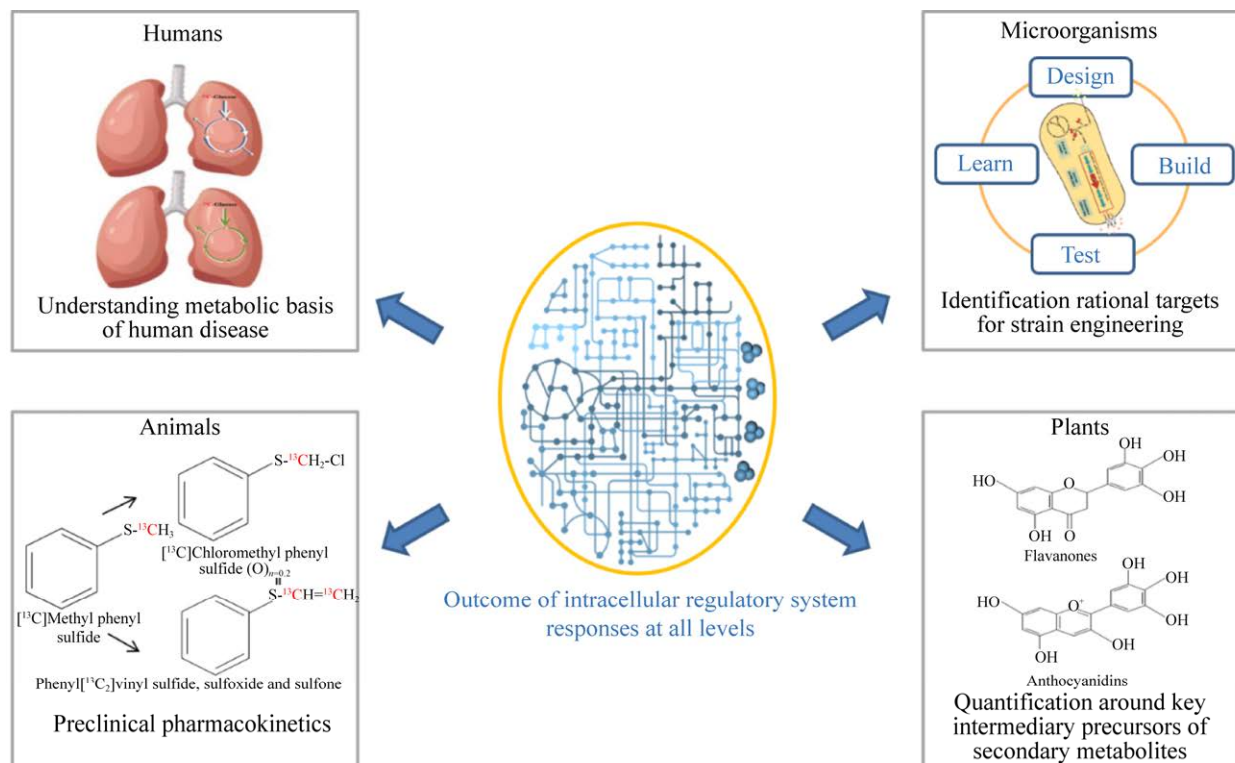 Humans
Understanding metabolic basis
of human disease
Microorganisms
Design
Learn
Build
Test
Identification rational targets
for strain engineering
Outcome of intracellular regulatory system
responses at all levels
Animals
S-¹³CH₂-Cl
S-¹³CH₃
[¹³C]Chloromethyl phenyl
sulfide (O)ₙ₌₀.₂
S-¹³CH=¹³CH₂
[¹³C]Methyl phenyl
sulfide
Phenyl[¹³C₂]vinyl sulfide, sulfoxide and sulfone
Preclinical pharmacokinetics
Plants
OH
OH
HO
O
OH
OH
O
Flavanones
OH
OH
HO
O⁺
OH
OH
OH
Anthocyanidins
Quantification around key
intermediary precursors of
secondary metabolites